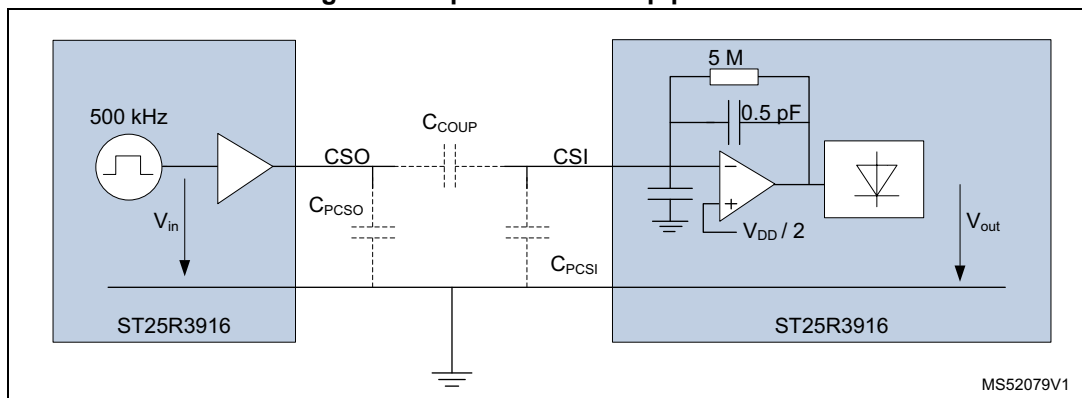 500 kHz
V_in
CSO
C_COUP
C_PCSO
CSI
C_PCSI
5 M
0.5 pF
−
+
V_DD / 2
V_out
ST25R3916
ST25R3916
MS52079V1